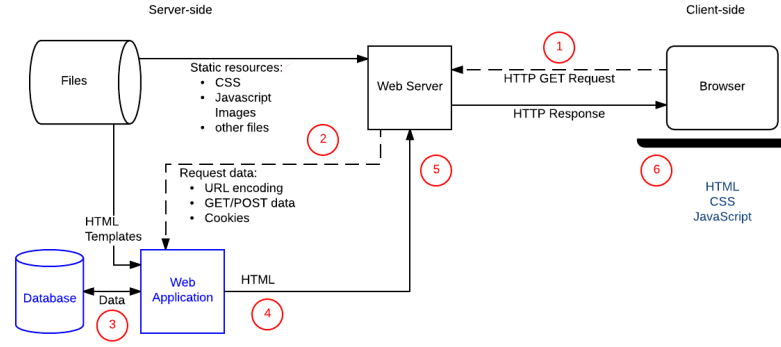 Server-side
Client-side
1
Files
Static resources:
• CSS
• Javascript
Images
• other files
Web Server
HTTP GET Request
HTTP Response
Browser
2
Request data:
• URL encoding
• GET/POST data
• Cookies
5
6
HTML
CSS
JavaScript
HTML
Templates
Database
Data
3
Web
Application
HTML
4